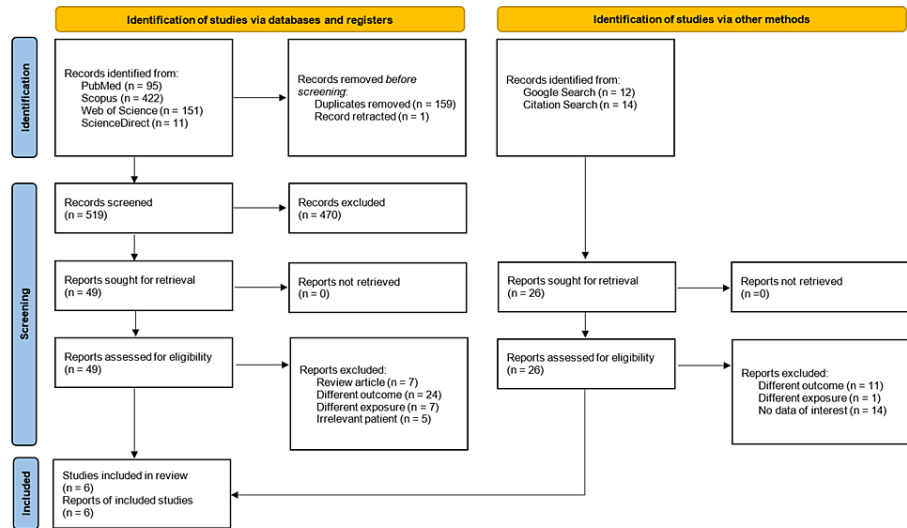 Identification of studies via databases and registers
Identification of studies via other methods
Identification
Records identified from:
PubMed (n = 95)
Scopus (n = 422)
Web of Science (n = 151)
ScienceDirect (n = 11)
Records removed before
screening:
Duplicates removed (n = 159)
Record retracted (n = 1)
Records identified from:
Google Search (n = 12)
Citation Search (n = 14)
Screening
Records screened
(n = 519)
Records excluded
(n = 470)
Reports sought for retrieval
(n = 49)
Reports not retrieved
(n = 0)
Reports sought for retrieval
(n = 26)
Reports not retrieved
(n =0)
Reports assessed for eligibility
(n = 49)
Reports excluded:
Review article (n = 7)
Different outcome (n = 24)
Different exposure (n = 7)
Irrelevant patient (n = 5)
Reports assessed for eligibility
(n = 26)
Reports excluded:
Different outcome (n = 11)
Different exposure (n = 1)
No data of interest (n = 14)
Included
Studies included in review
(n = 6)
Reports of included studies
(n = 6)